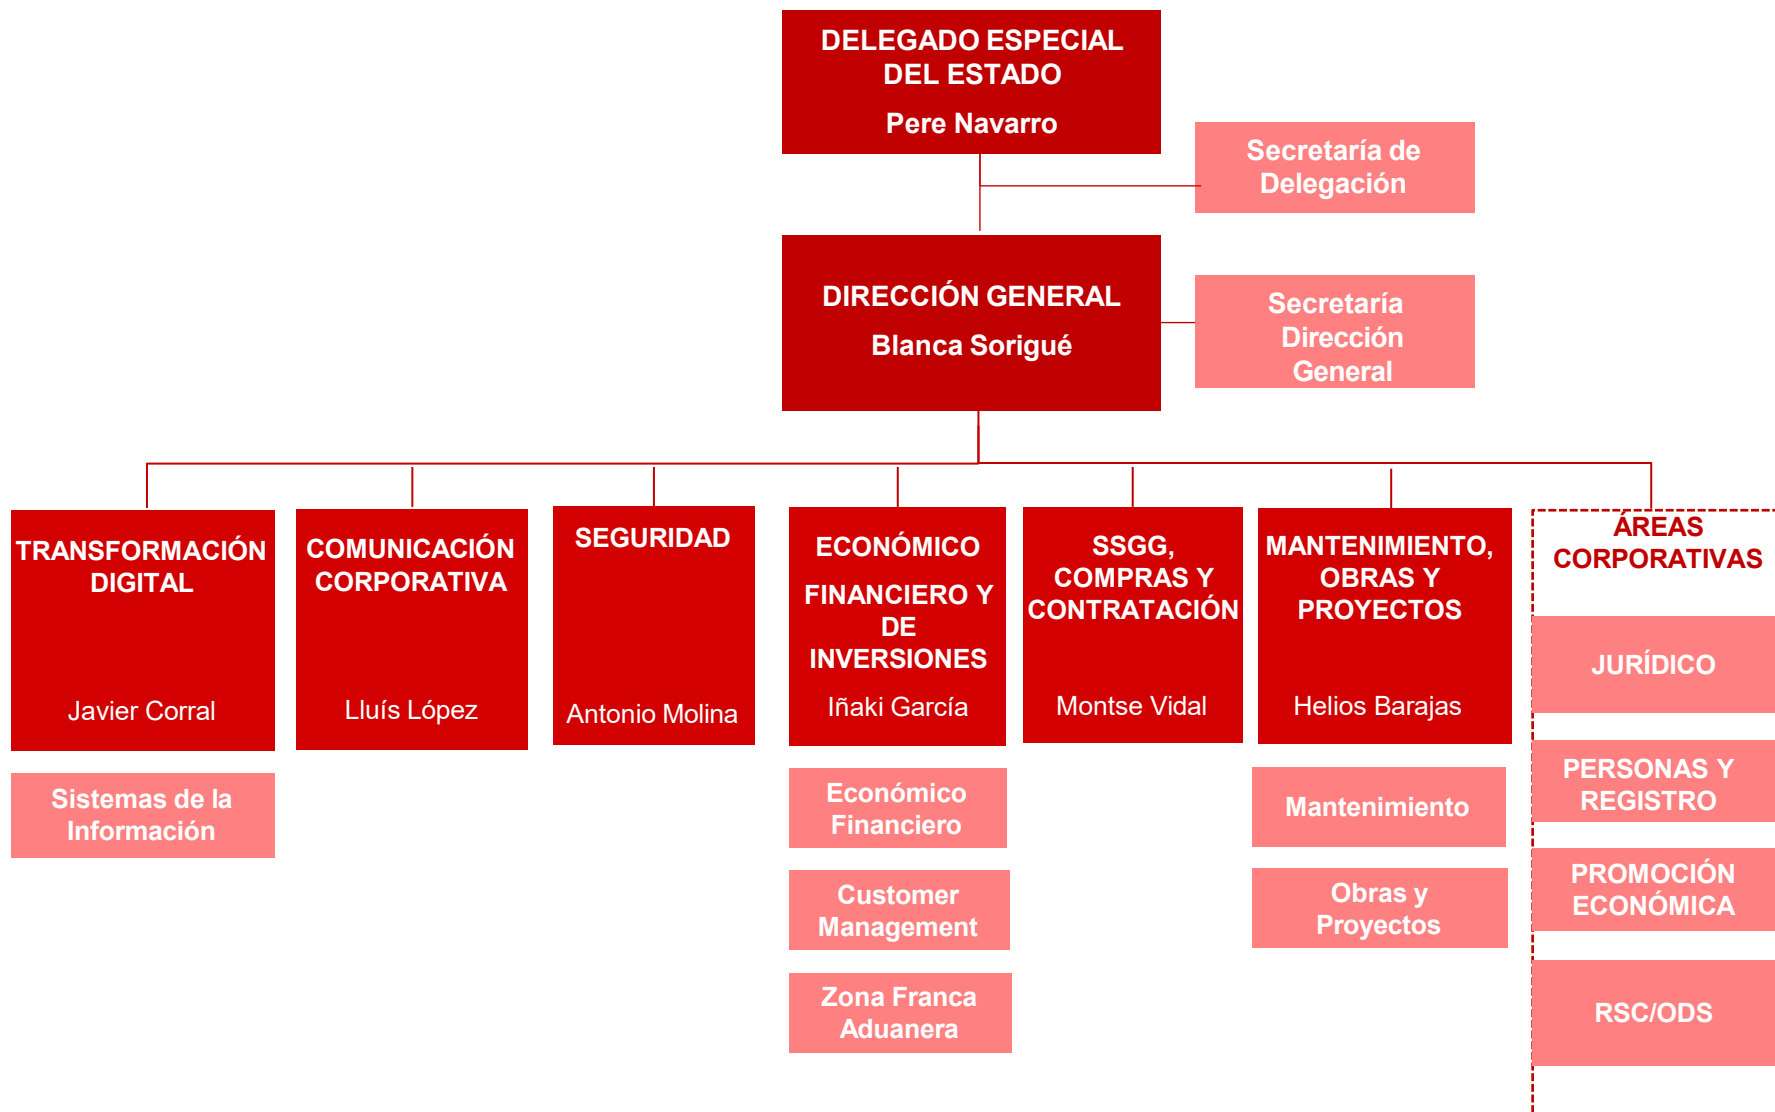 DELEGADO ESPECIAL
DEL ESTADO
Pere Navarro
Secretaría de
Delegación
DIRECCIÓN GENERAL
Blanca Sorigué
Secretaría
Dirección
General
TRANSFORMACIÓN
DIGITAL
Javier Corral
Sistemas de la
Información
COMUNICACIÓN
CORPORATIVA
Lluís López
SEGURIDAD
Antonio Molina
ECONÓMICO
FINANCIERO Y
DE
INVERSIONES
Iñaki García
Económico
Financiero
Customer
Management
Zona Franca
Aduanera
SSGG,
COMPRAS Y
CONTRATACIÓN
Montse Vidal
MANTENIMIENTO,
OBRAS Y
PROYECTOS
Helios Barajas
Mantenimiento
Obras y
Proyectos
ÁREAS
CORPORATIVAS
JURÍDICO
PERSONAS Y
REGISTRO
PROMOCIÓN
ECONÓMICA
RSC/ODS